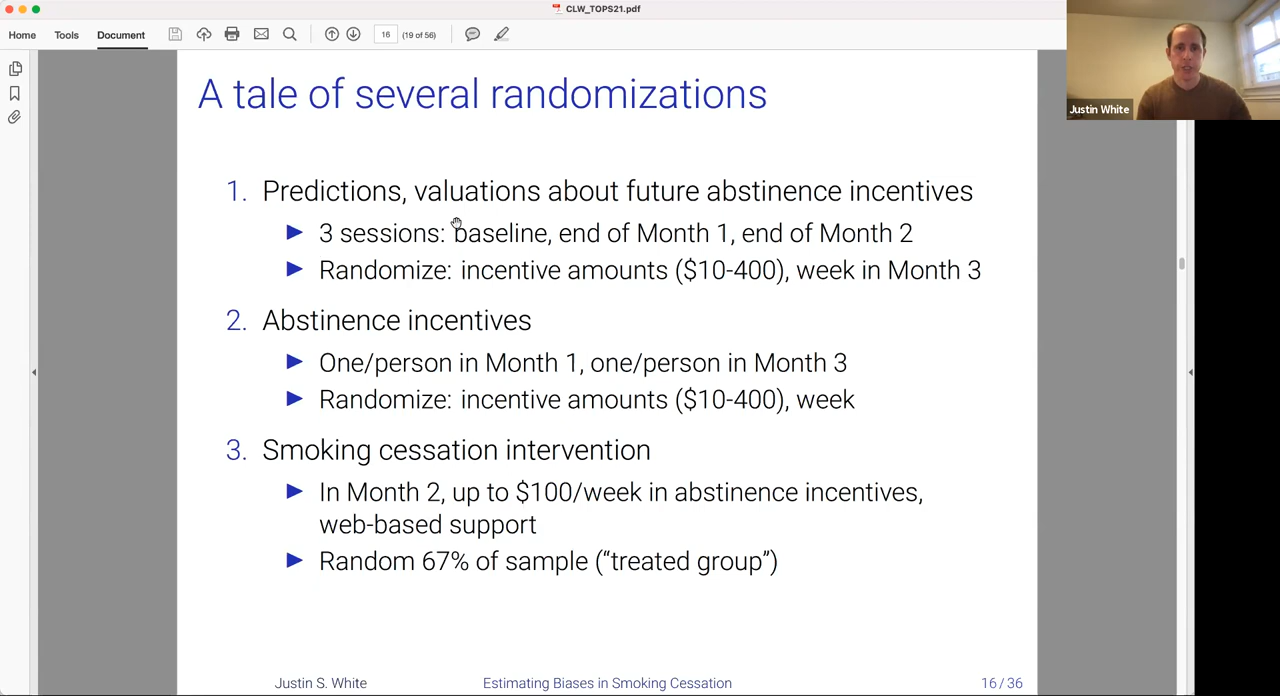 CLW_TOPS21.pdf
Home Tools Document 16 (19 of 56)
Justin White
A tale of several randomizations
1. Predictions, valuations about future abstinence incentives
▶ 3 sessions: baseline, end of Month 1, end of Month 2
▶ Randomize: incentive amounts ($10-400), week in Month 3
2. Abstinence incentives
▶ One/person in Month 1, one/person in Month 3
▶ Randomize: incentive amounts ($10-400), week
3. Smoking cessation intervention
▶ In Month 2, up to $100/week in abstinence incentives,
web-based support
▶ Random 67% of sample (“treated group”)
Justin S. White Estimating Biases in Smoking Cessation 16 / 36